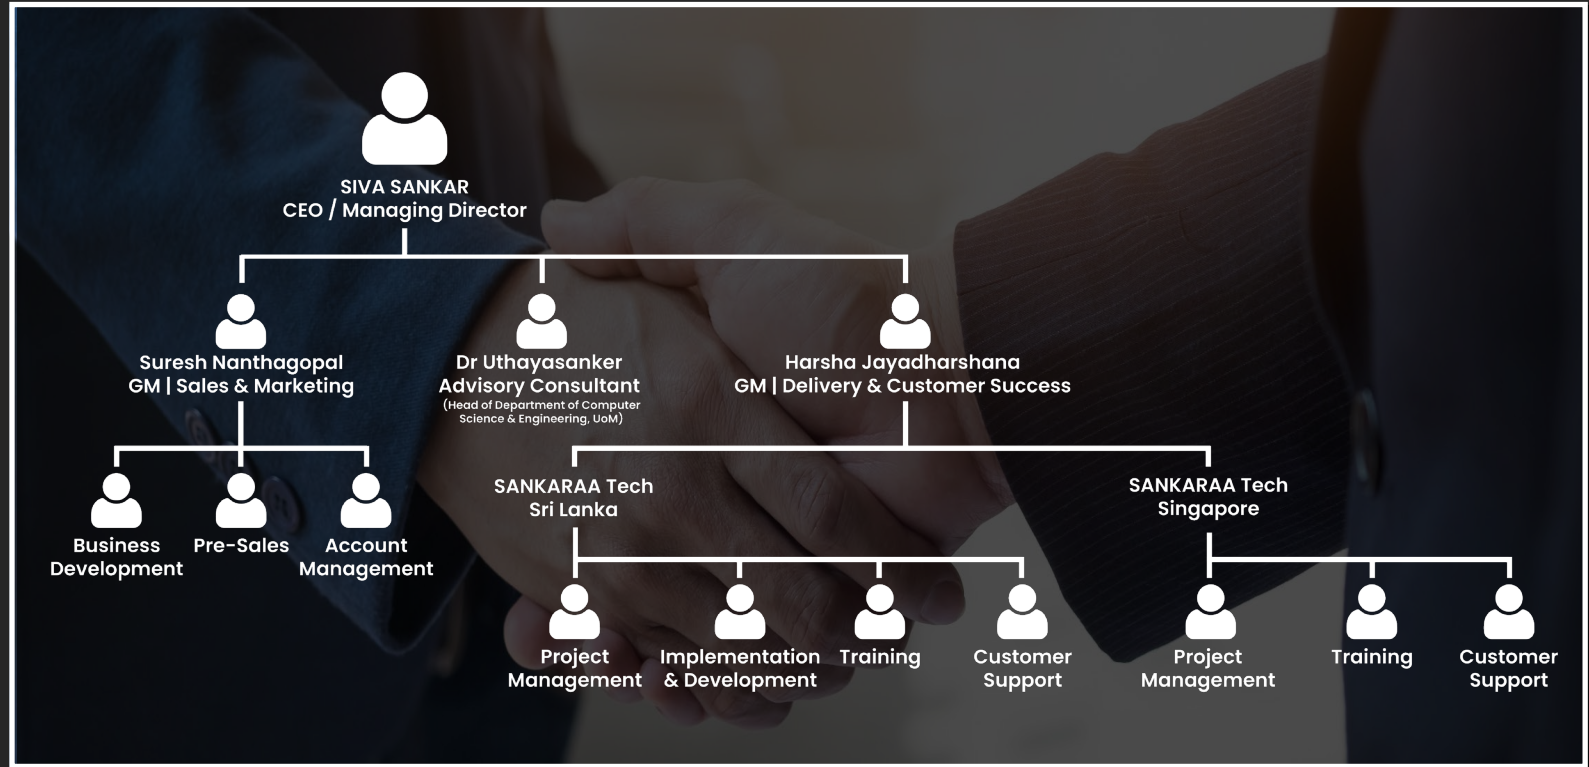 SIVA SANKAR
CEO / Managing Director
Suresh Nanthagopal
GM | Sales & Marketing
Dr Uthayasanker
Advisory Consultant
(Head of Department of Computer
Science & Engineering, UoM)
Harsha Jayadharshana
GM | Delivery & Customer Success
Business
Development
Pre-Sales
Account
Management
SANKARAA Tech
Sri Lanka
SANKARAA Tech
Singapore
Project
Management
Implementation
& Development
Training
Customer
Support
Project
Management
Training
Customer
Support